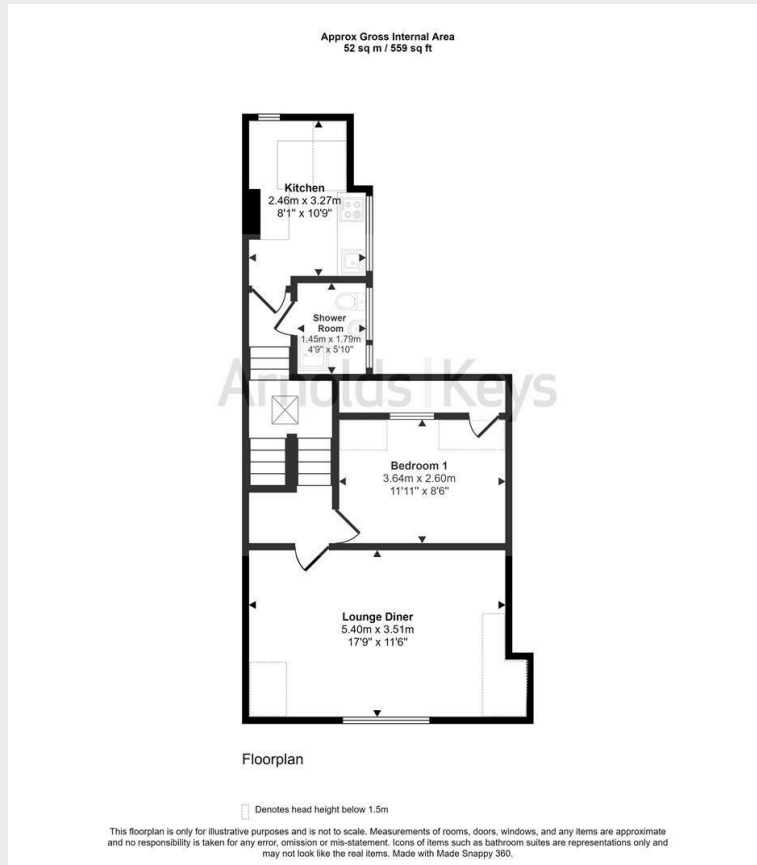 Approx Gross Internal Area
52 sq m / 559 sq ft
Kitchen
2.46m x 3.27m
8'1" x 10'9"
Shower
Room
1.45m x 1.79m
4'9" x 5'10"
Arnolds | Keys
Bedroom 1
3.64m x 2.60m
11'11" x 8'6"
Lounge Diner
5.40m x 3.51m
17'9" x 11'6"
Floorplan
Denotes head height below 1.5m
This floorplan is only for illustrative purposes and is not to scale. Measurements of rooms, doors, windows, and any items are approximate
and no responsibility is taken for any error, omission or mis-statement. Icons of items such as bathroom suites are representations only and
may not look like the real items. Made with Made Snappy 360.